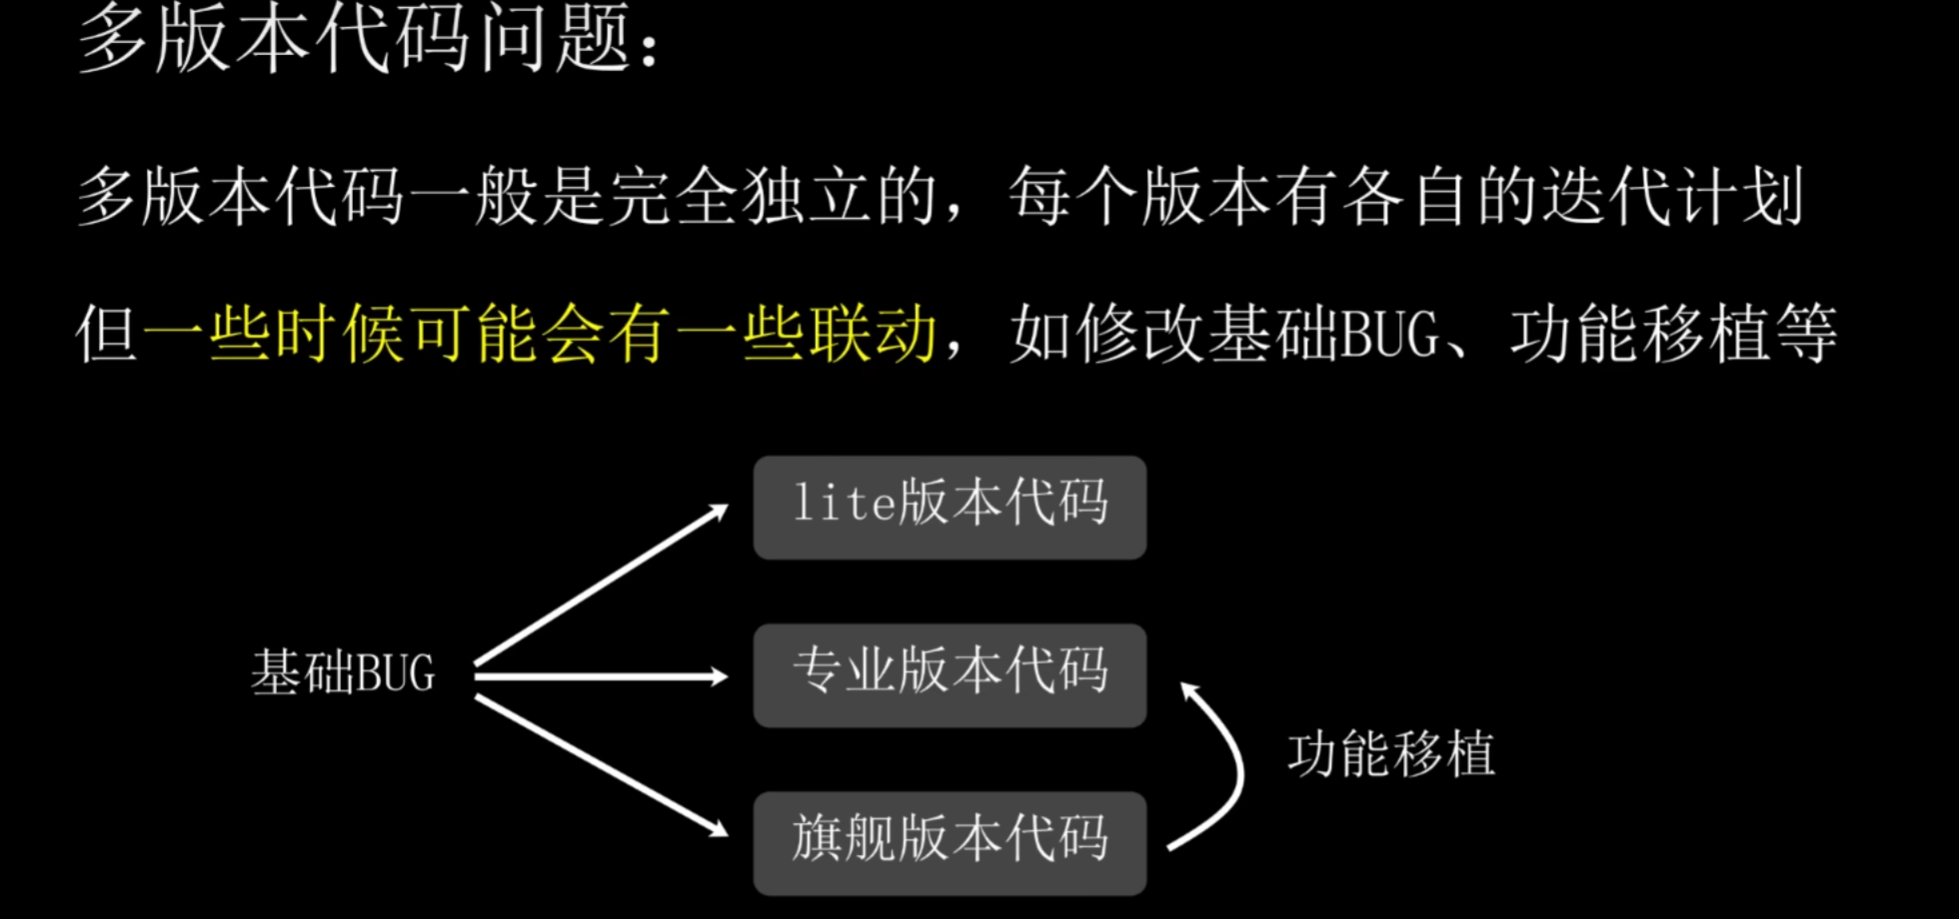 多版本代码问题：
多版本代码一般是完全独立的，每个版本有各自的迭代计划
但一些时候可能会有一些联动，如修改基础BUG、功能移植等
lite版本代码
基础BUG
专业版本代码
功能移植
旗舰版本代码